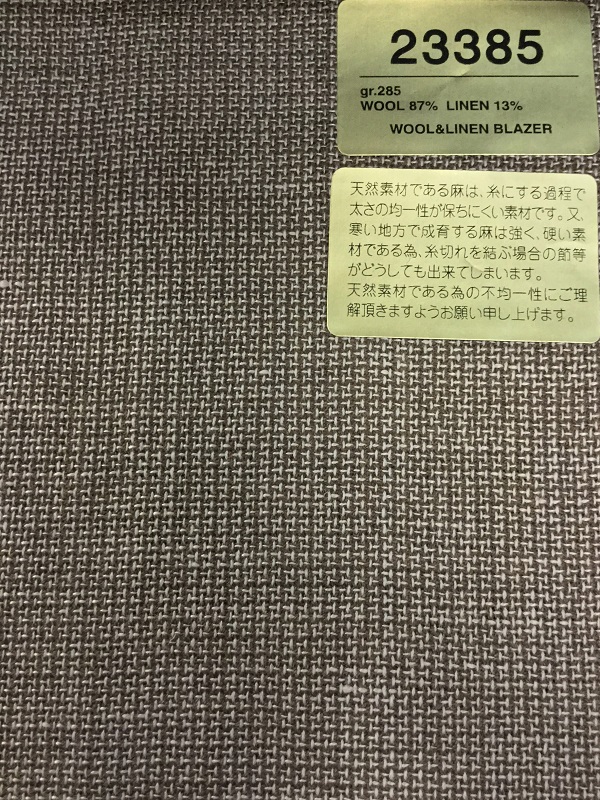 23385
gr.285
WOOL 87% LINEN 13%
WOOL&LINEN BLAZER
天然素材である麻は、糸にする過程で
太さの均一性が保ちにくい素材です。又、
寒い地方で成育する麻は強く、硬い素
材である為、糸切れを結ぶ場合の節等
がどうしても出来てしまいます。
天然素材である為の不均一性にご理
解頂きますようお願い申し上げます。